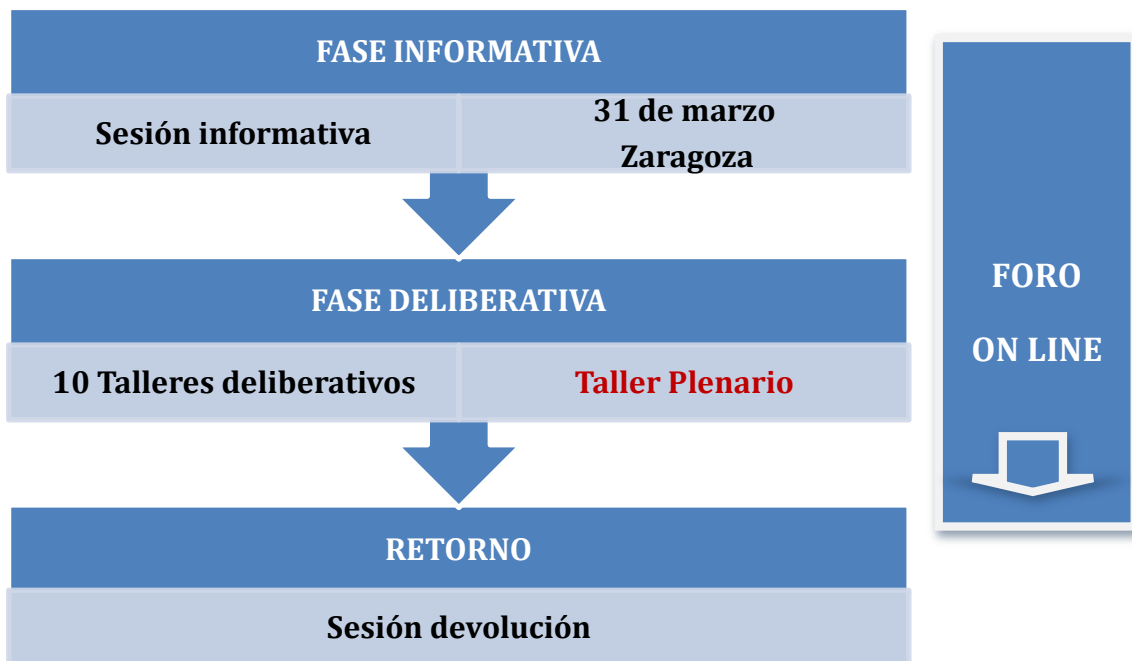 FASE INFORMATIVA
Sesión informativa
31 de marzo
Zaragoza
FASE DELIBERATIVA
10 Talleres deliberativos
Taller Plenario
RETORNO
Sesión devolución
FORO
ON LINE